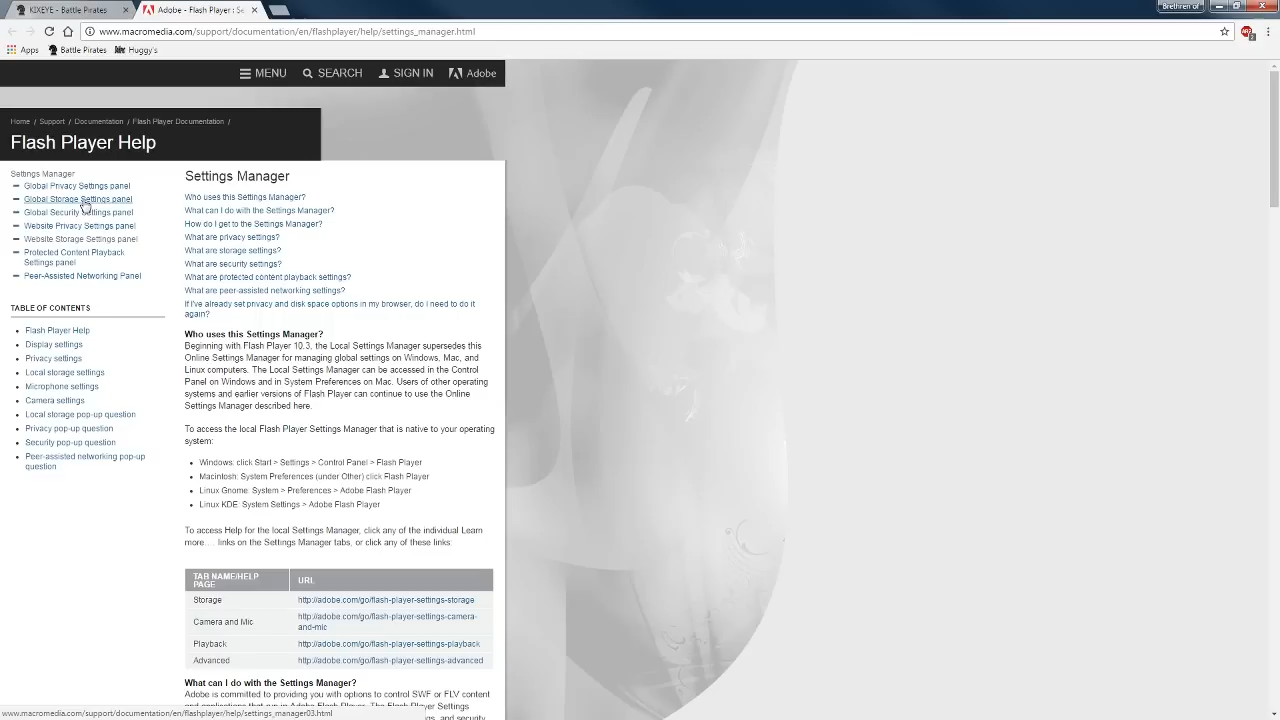 KIXEYE - Battle Pirates
Adobe - Flash Player : Se
Brethren of
www.macromedia.com/support/documentation/en/flashplayer/help/settings_manager.html
Apps
Battle Pirates
Huggy's
MENU
SEARCH
SIGN IN
Adobe
Home / Support / Documentation / Flash Player Documentation /
Flash Player Help
Settings Manager
Global Privacy Settings panel
Global Storage Settings panel
Global Security Settings panel
Website Privacy Settings panel
Website Storage Settings panel
Protected Content Playback
Settings panel
Peer-Assisted Networking Panel
TABLE OF CONTENTS
Flash Player Help
Display settings
Privacy settings
Local storage settings
Microphone settings
Camera settings
Local storage pop-up question
Privacy pop-up question
Security pop-up question
Peer-assisted networking pop-up
question
Settings Manager
Who uses this Settings Manager?
What can I do with the Settings Manager?
How do I get to the Settings Manager?
What are privacy settings?
What are storage settings?
What are security settings?
What are protected content playback settings?
What are peer-assisted networking settings?
If I've already set privacy and disk space options in my browser, do I need to do it
again?
Who uses this Settings Manager?
Beginning with Flash Player 10.3, the Local Settings Manager supersedes this
Online Settings Manager for managing global settings on Windows, Mac, and
Linux computers. The Local Settings Manager can be accessed in the Control
Panel on Windows and in System Preferences on Mac. Users of other operating
systems and earlier versions of Flash Player can continue to use the Online
Settings Manager described here.
To access the local Flash Player Settings Manager that is native to your operating
system:
Windows: click Start > Settings > Control Panel > Flash Player
Macintosh: System Preferences (under Other) click Flash Player
Linux Gnome: System > Preferences > Adobe Flash Player
Linux KDE: System Settings > Adobe Flash Player
To access Help for the local Settings Manager, click any of the individual Learn
more.... links on the Settings Manager tabs, or click any of these links:
TAB NAME/HELP
PAGE
URL
Storage
http://adobe.com/go/flash-player-settings-storage
Camera and Mic
http://adobe.com/go/flash-player-settings-camera-
and-mic
Playback
http://adobe.com/go/flash-player-settings-playback
Advanced
http://adobe.com/go/flash-player-settings-advanced
What can I do with the Settings Manager?
Adobe is committed to providing you with options to control SWF or FLV content
and applications that run in Adobe Flash Player. The Flash Player Settings
www.macromedia.com/support/documentation/en/flashplayer/help/settings_manager03.html